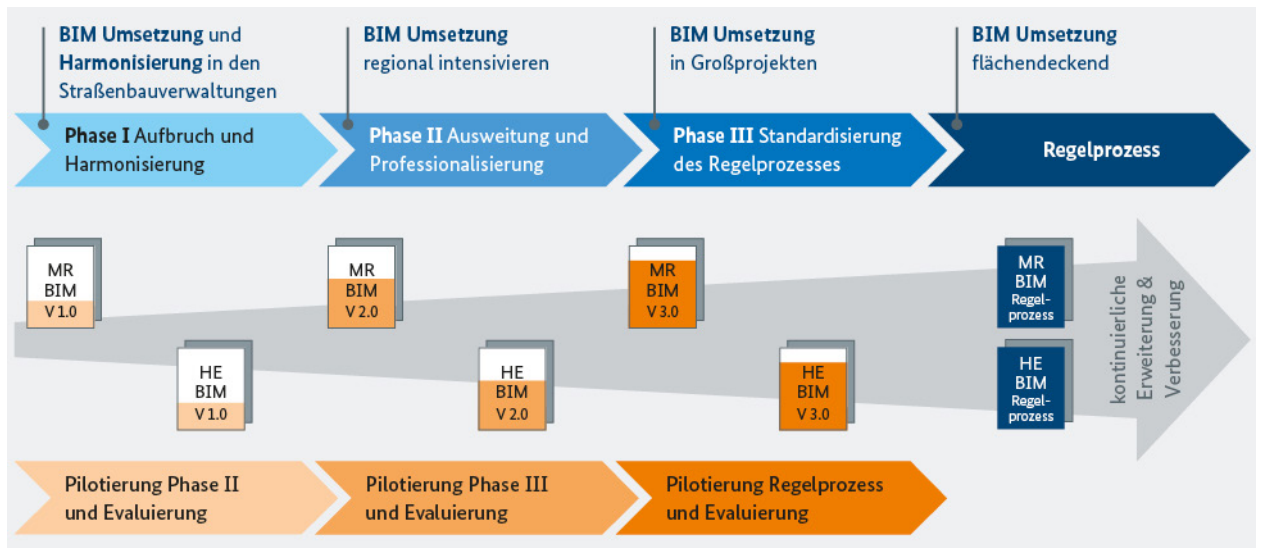 BIM Umsetzung und
Harmonisierung in den
Straßenbauverwaltungen
BIM Umsetzung
regional intensivieren
BIM Umsetzung
in Großprojekten
BIM Umsetzung
flächendeckend
Phase I Aufbruch und
Harmonisierung
Phase II Ausweitung und
Professionalisierung
Phase III Standardisierung
des Regelprozesses
Regelprozess
MR
BIM
V 1.0
MR
BIM
V 2.0
MR
BIM
V 3.0
MR
BIM
Regel-
prozess
HE
BIM
V 1.0
HE
BIM
V 2.0
HE
BIM
V 3.0
HE
BIM
Regel-
prozess
kontinuierliche
Erweiterung &
Verbesserung
Pilotierung Phase II
und Evaluierung
Pilotierung Phase III
und Evaluierung
Pilotierung Regelprozess
und Evaluierung